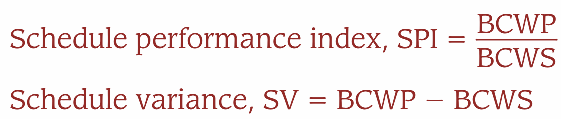 Schedule performance index, SPI = BCWP / BCWS
Schedule variance, SV = BCWP − BCWS